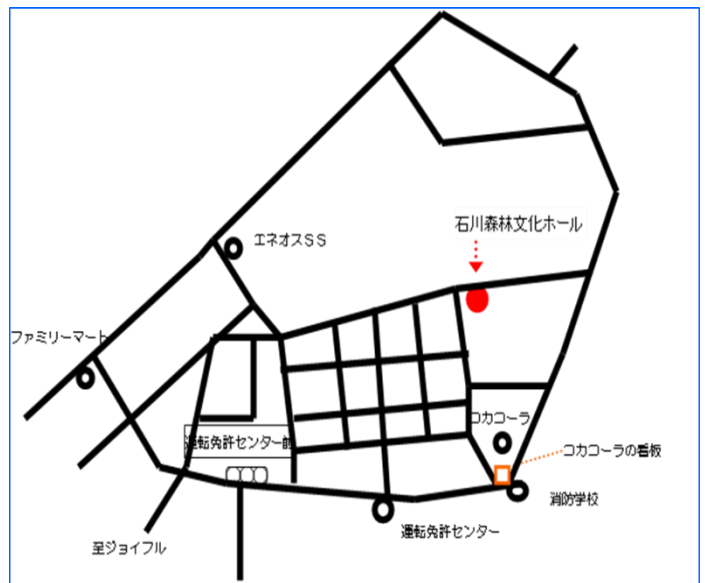 石川森林文化ホール
エネオスSS
ファミリーマート
コカコーラ
運転免許センター前
コカコーラの看板
消防学校
運転免許センター
至ジョイフル